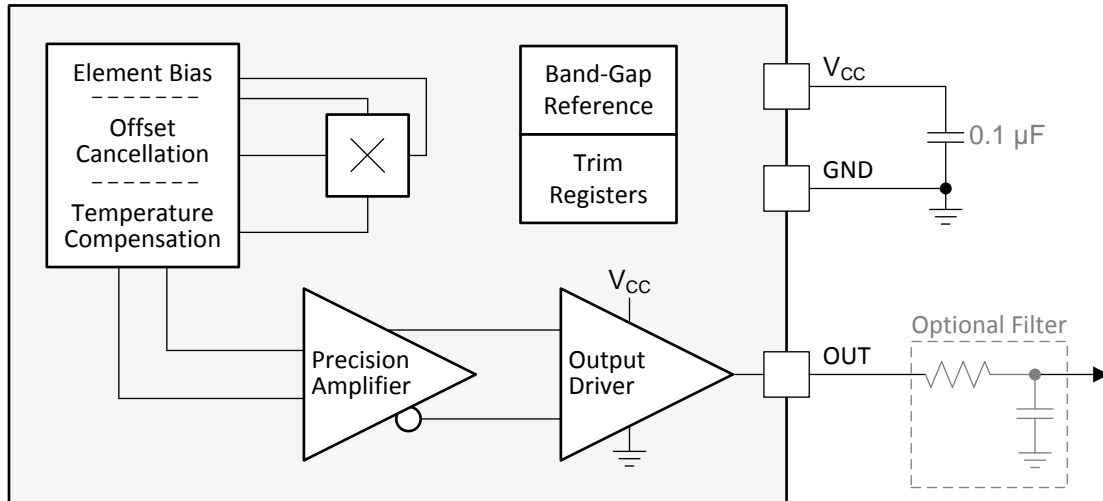 Element Bias
Offset
Cancellation
Temperature
Compensation
Band-Gap
Reference
Trim
Registers
VCC
0.1 µF
GND
Precision
Amplifier
VCC
Output
Driver
OUT
Optional Filter